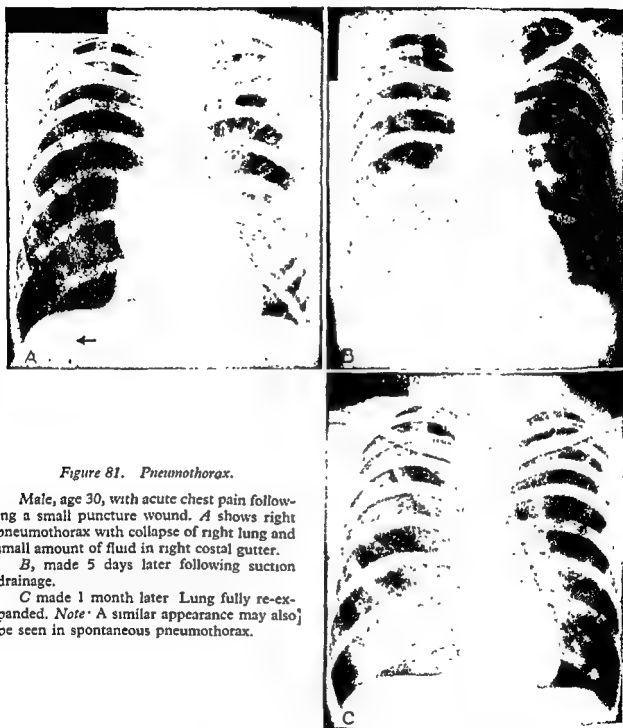 A
B
Figure 81. Pneumothorax.
Male, age 30, with acute chest pain follow-
ing a small puncture wound. A shows right
pneumothorax with collapse of right lung and
small amount of fluid in right costal gutter.
B, made 5 days later following suction
drainage.
C made 1 month later Lung fully re-ex-
panded. Note· A similar appearance may also
be seen in spontaneous pneumothorax.
C